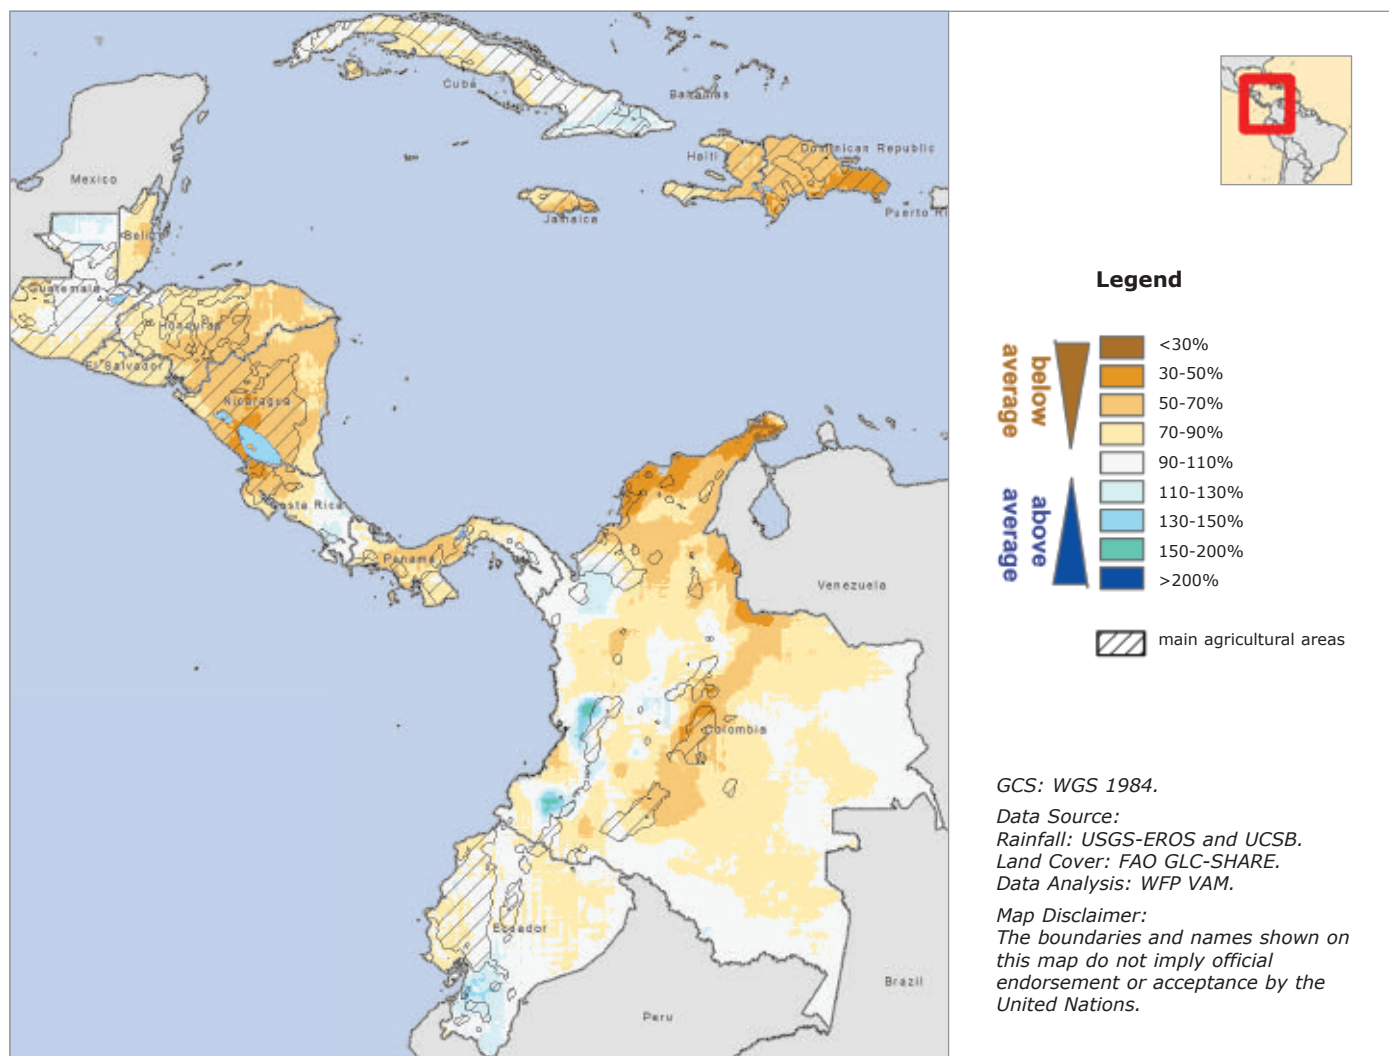 Cuba
Bahamas
Haiti
Dominican Republic
Mexico
Jamaica
Puerto Ri
Beliz
Guatemala
Honduras
El Salvador
Nicaragua
Costa Rica
Panama
Venezuela
Colombia
Ecuador
Brazil
Peru
Legend
below
average
above
average
<30%
30-50%
50-70%
70-90%
90-110%
110-130%
130-150%
150-200%
>200%
main agricultural areas
GCS: WGS 1984.
Data Source:
Rainfall: USGS-EROS and UCSB.
Land Cover: FAO GLC-SHARE.
Data Analysis: WFP VAM.
Map Disclaimer:
The boundaries and names shown on
this map do not imply official
endorsement or acceptance by the
United Nations.